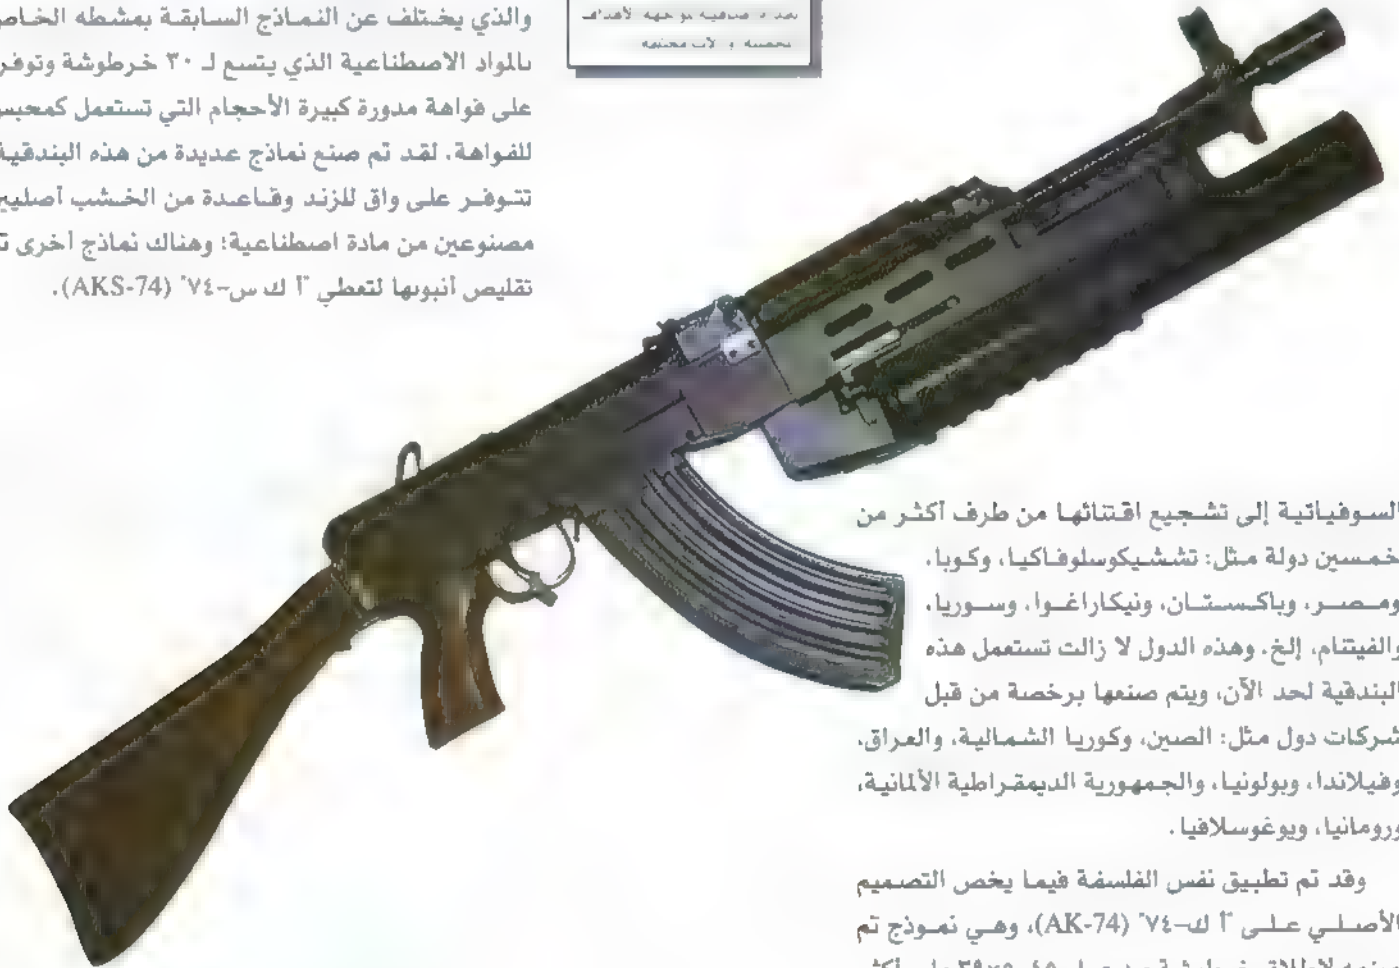 والذي يختلف عن النماذج السابقة بمشطه الخاص
بالمواد الاصطناعية الذي يتسع لـ ٣٠ خرطوشة وتوفر
على فواهة مدورة كبيرة الأحجام التي تستعمل كمحبس
للفواهة. لقد تم صنع نماذج عديدة من هذه البندقية
تتوفر على واق للزند وقاعدة من الخشب أصليين
مصنوعين من مادة اصطناعية؛ وهناك نماذج أخرى
تقليص أنبوبها لتعطي "أ ك س-٧٤" (AKS-74).
السوفياتية إلى تشجيع اقتنائها من طرف أكثر من
خمسين دولة مثل: تششيكوسلوفاكيا، وكوبا،
ومصر، وباكستان، ونيكاراغوا، وسوريا،
والفيتنام، إلخ. وهذه الدول لا زالت تستعمل هذه
البندقية لحد الآن، ويتم صنعها برخصة من قبل
شركات دول مثل: الصين، وكوريا الشمالية، والعراق،
وفيلاندا، وبولونيا، والجمهورية الديمقراطية الألمانية،
ورومانيا، ويوغوسلافيا.
وقد تم تطبيق نفس الفلسفة فيما يخص التصميم
الأصلي على "أ ك-٧٤" (AK-74)، وهي نموذج تم